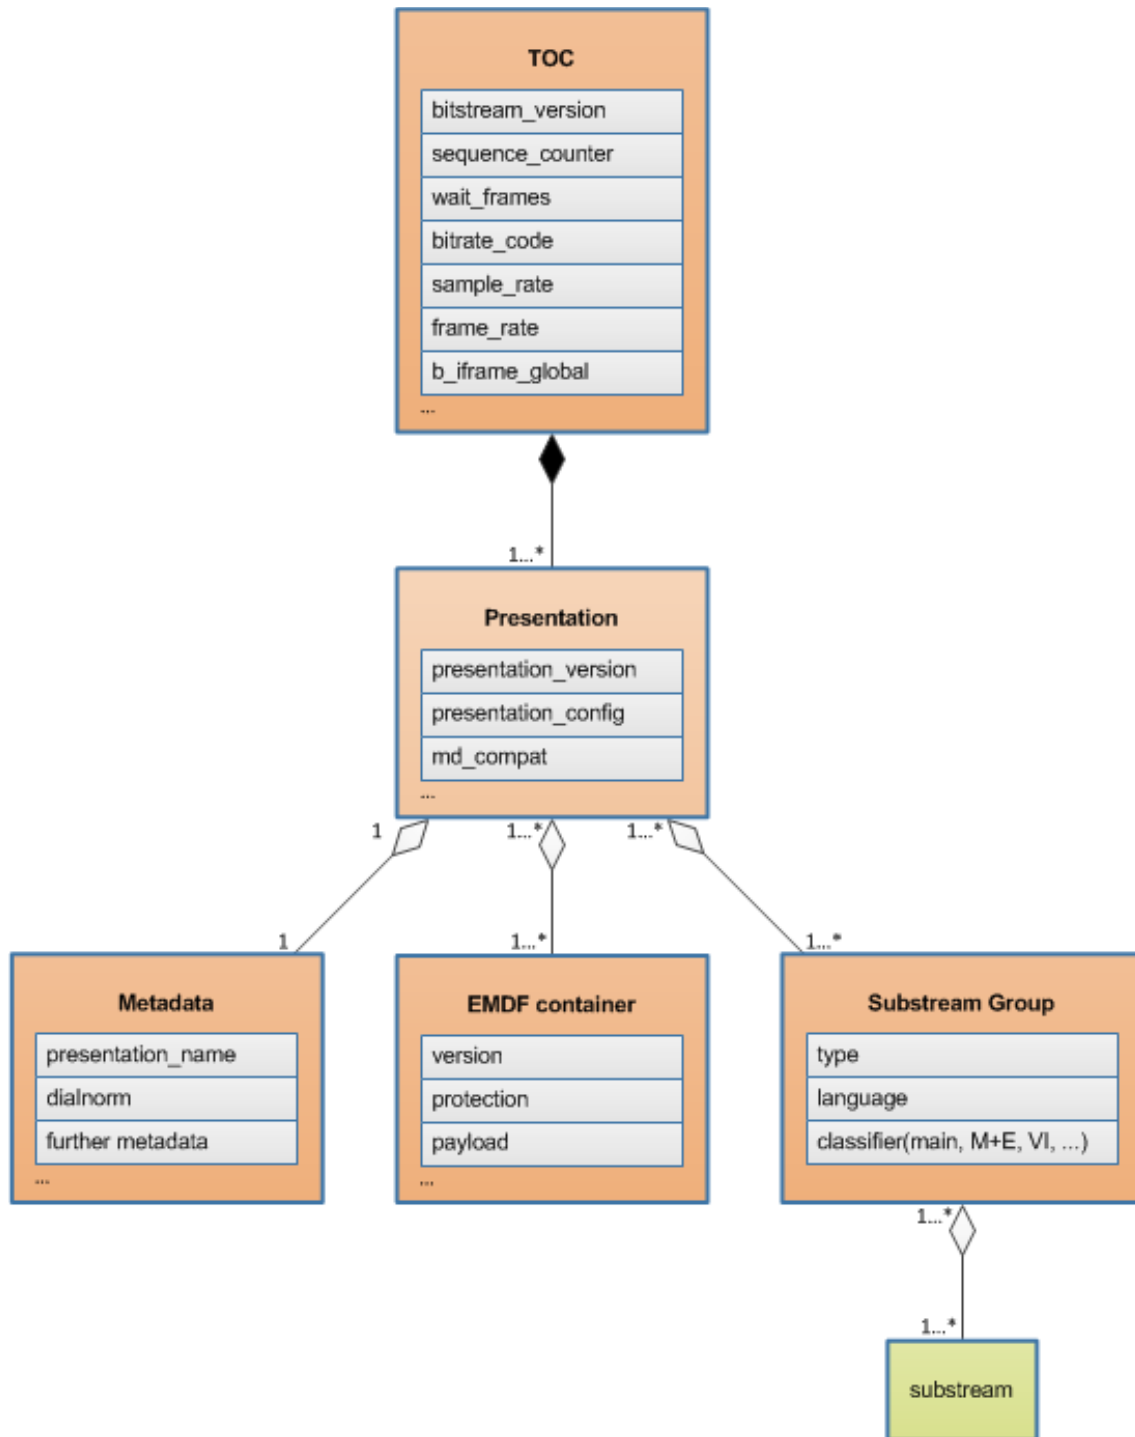 TOC
bitstream_version
sequence_counter
wait_frames
bitrate_code
sample_rate
frame_rate
b_iframe_global
...
1...*
Presentation
presentation_version
presentation_config
md_compat
...
1
1...*
1...*
1
1...*
1...*
Metadata
presentation_name
dialnorm
further metadata
...
EMDF container
version
protection
payload
...
Substream Group
type
language
classifier(main, M+E, VI, ...)
1...*
1...*
substream